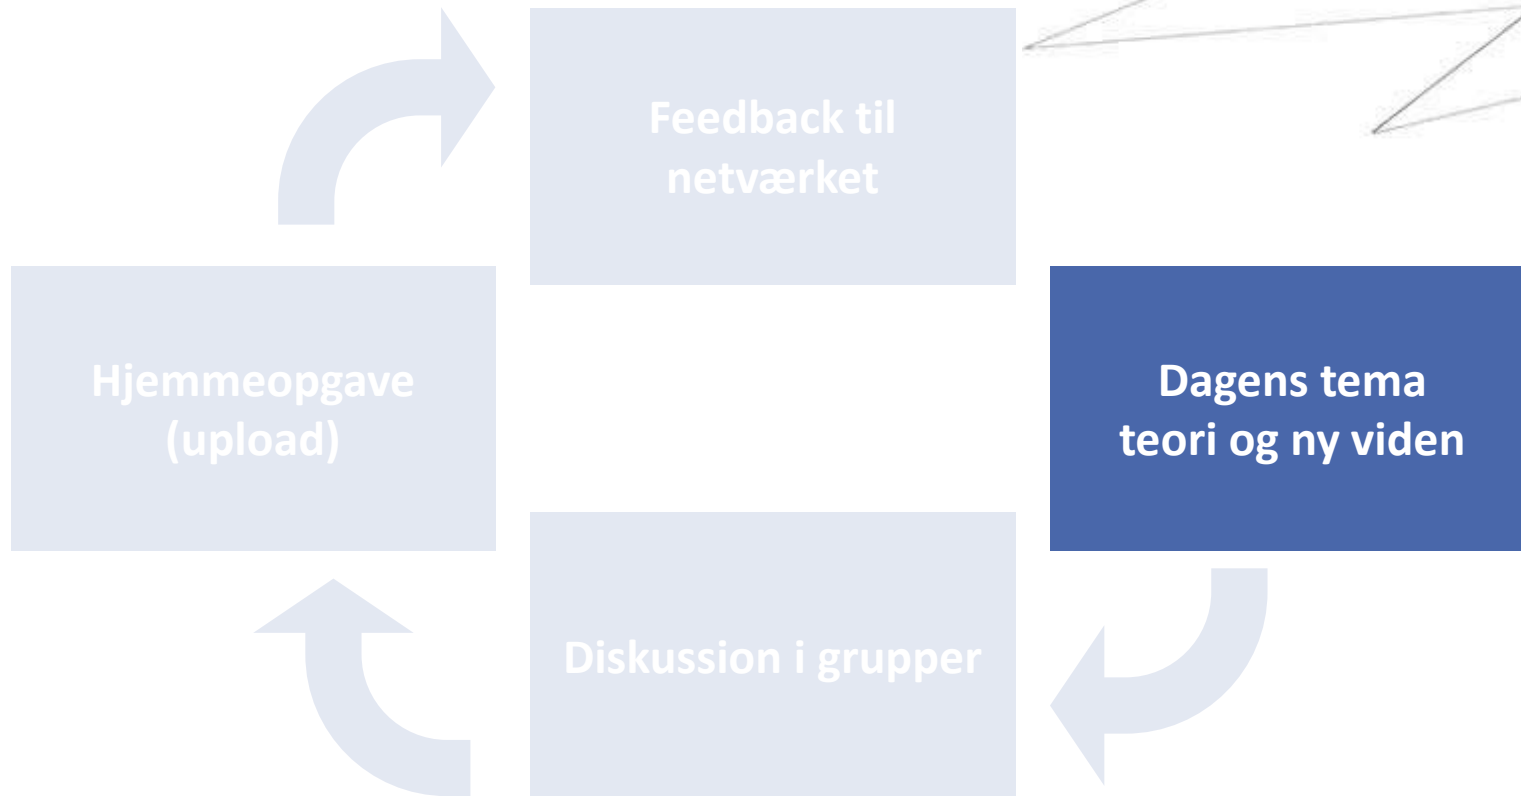 Feedback til
netværket
Hjemmeopgave
(upload)
Dagens tema
teori og ny viden
Diskussion i grupper